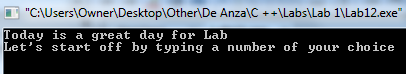 "C:\Users\Owner\Desktop\Other\De Anza\C ++\Labs\Lab 1\Lab12.exe"
Today is a great day for Lab
Let's start off by typing a number of your choice